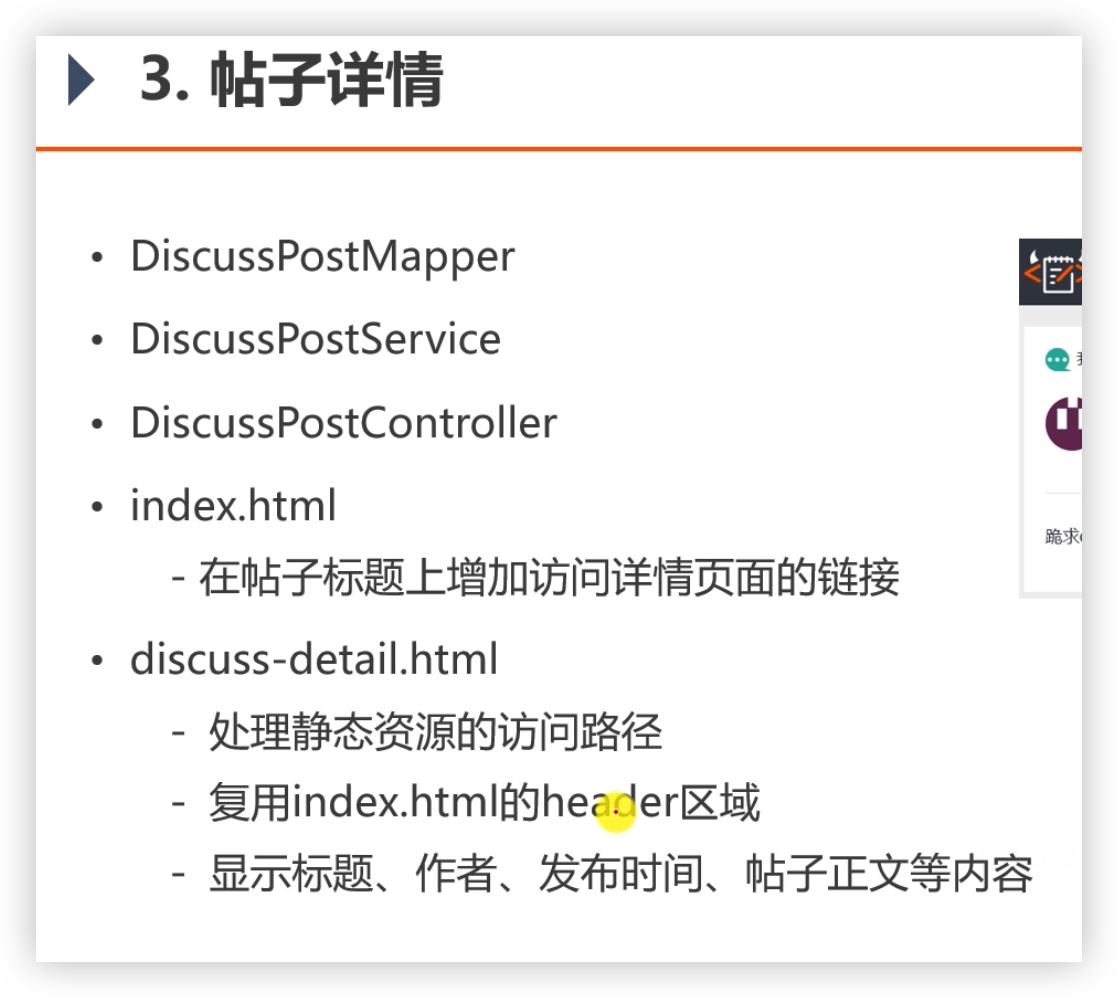 3. 帖子详情
• DiscussPostMapper
• DiscussPostService
• DiscussPostController
• index.html
- 在帖子标题上增加访问详情页面的链接
• discuss-detail.html
- 处理静态资源的访问路径
- 复用index.html的header区域
- 显示标题、作者、发布时间、帖子正文等内容
跪求